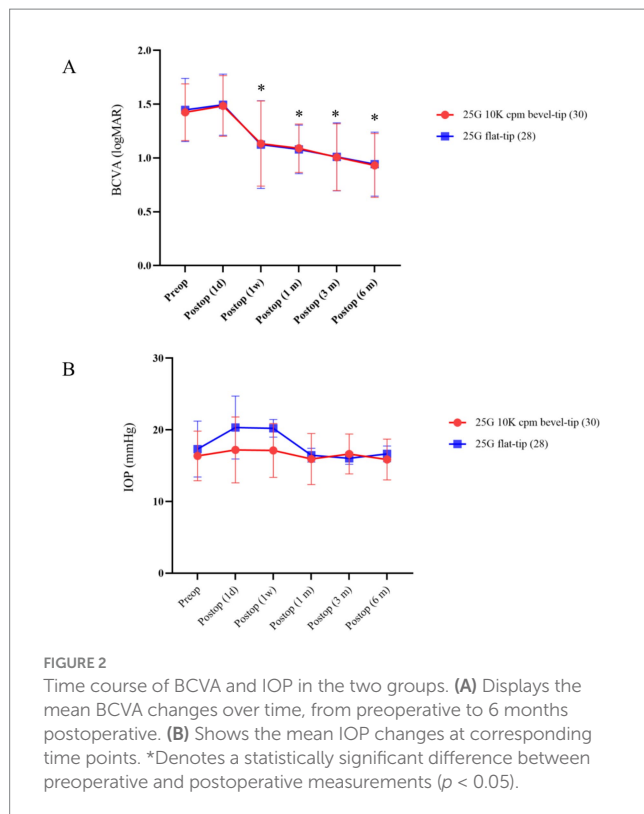 A
2.0
1.5
1.0
0.5
0.0
BCVA (logMAR)
* * * *
25G 10K cpm bevel-tip (30)
25G flat-tip (28)
Preop
Postop (1d)
Postop (1w)
Postop (1 m)
Postop (3 m)
Postop (6 m)
B
30
20
10
0
IOP (mmHg)
25G 10K cpm bevel-tip (30)
25G flat-tip (28)
Preop
Postop (1d)
Postop (1w)
Postop (1 m)
Postop (3 m)
Postop (6 m)
FIGURE 2
Time course of BCVA and IOP in the two groups. (A) Displays the
mean BCVA changes over time, from preoperative to 6 months
postoperative. (B) Shows the mean IOP changes at corresponding
time points. *Denotes a statistically significant difference between
preoperative and postoperative measurements (p < 0.05).